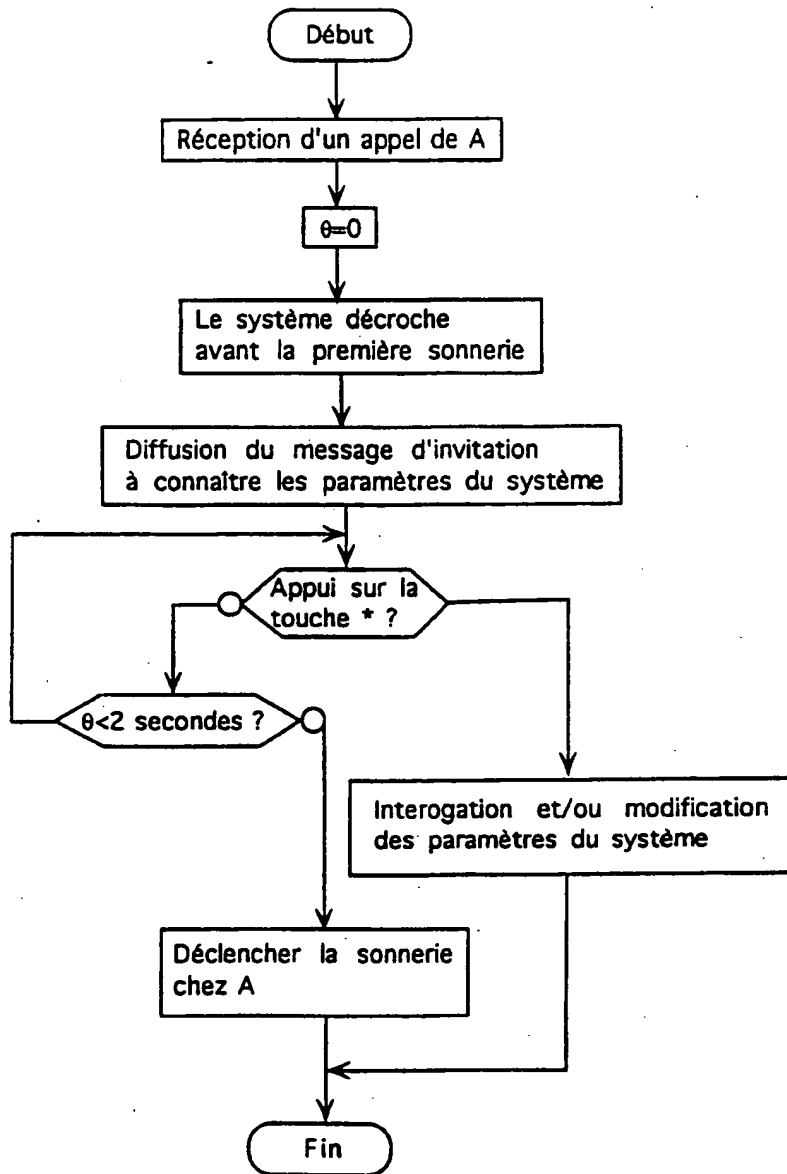 Début
Réception d'un appel de A
θ=0
Le système décroche
avant la première sonnerie
Diffusion du message d'invitation
à connaître les paramètres du système
Appui sur la
touche * ?
θ<2 secondes ?
Interogation et/ou modification
des paramètres du système
Déclencher la sonnerie
chez A
Fin